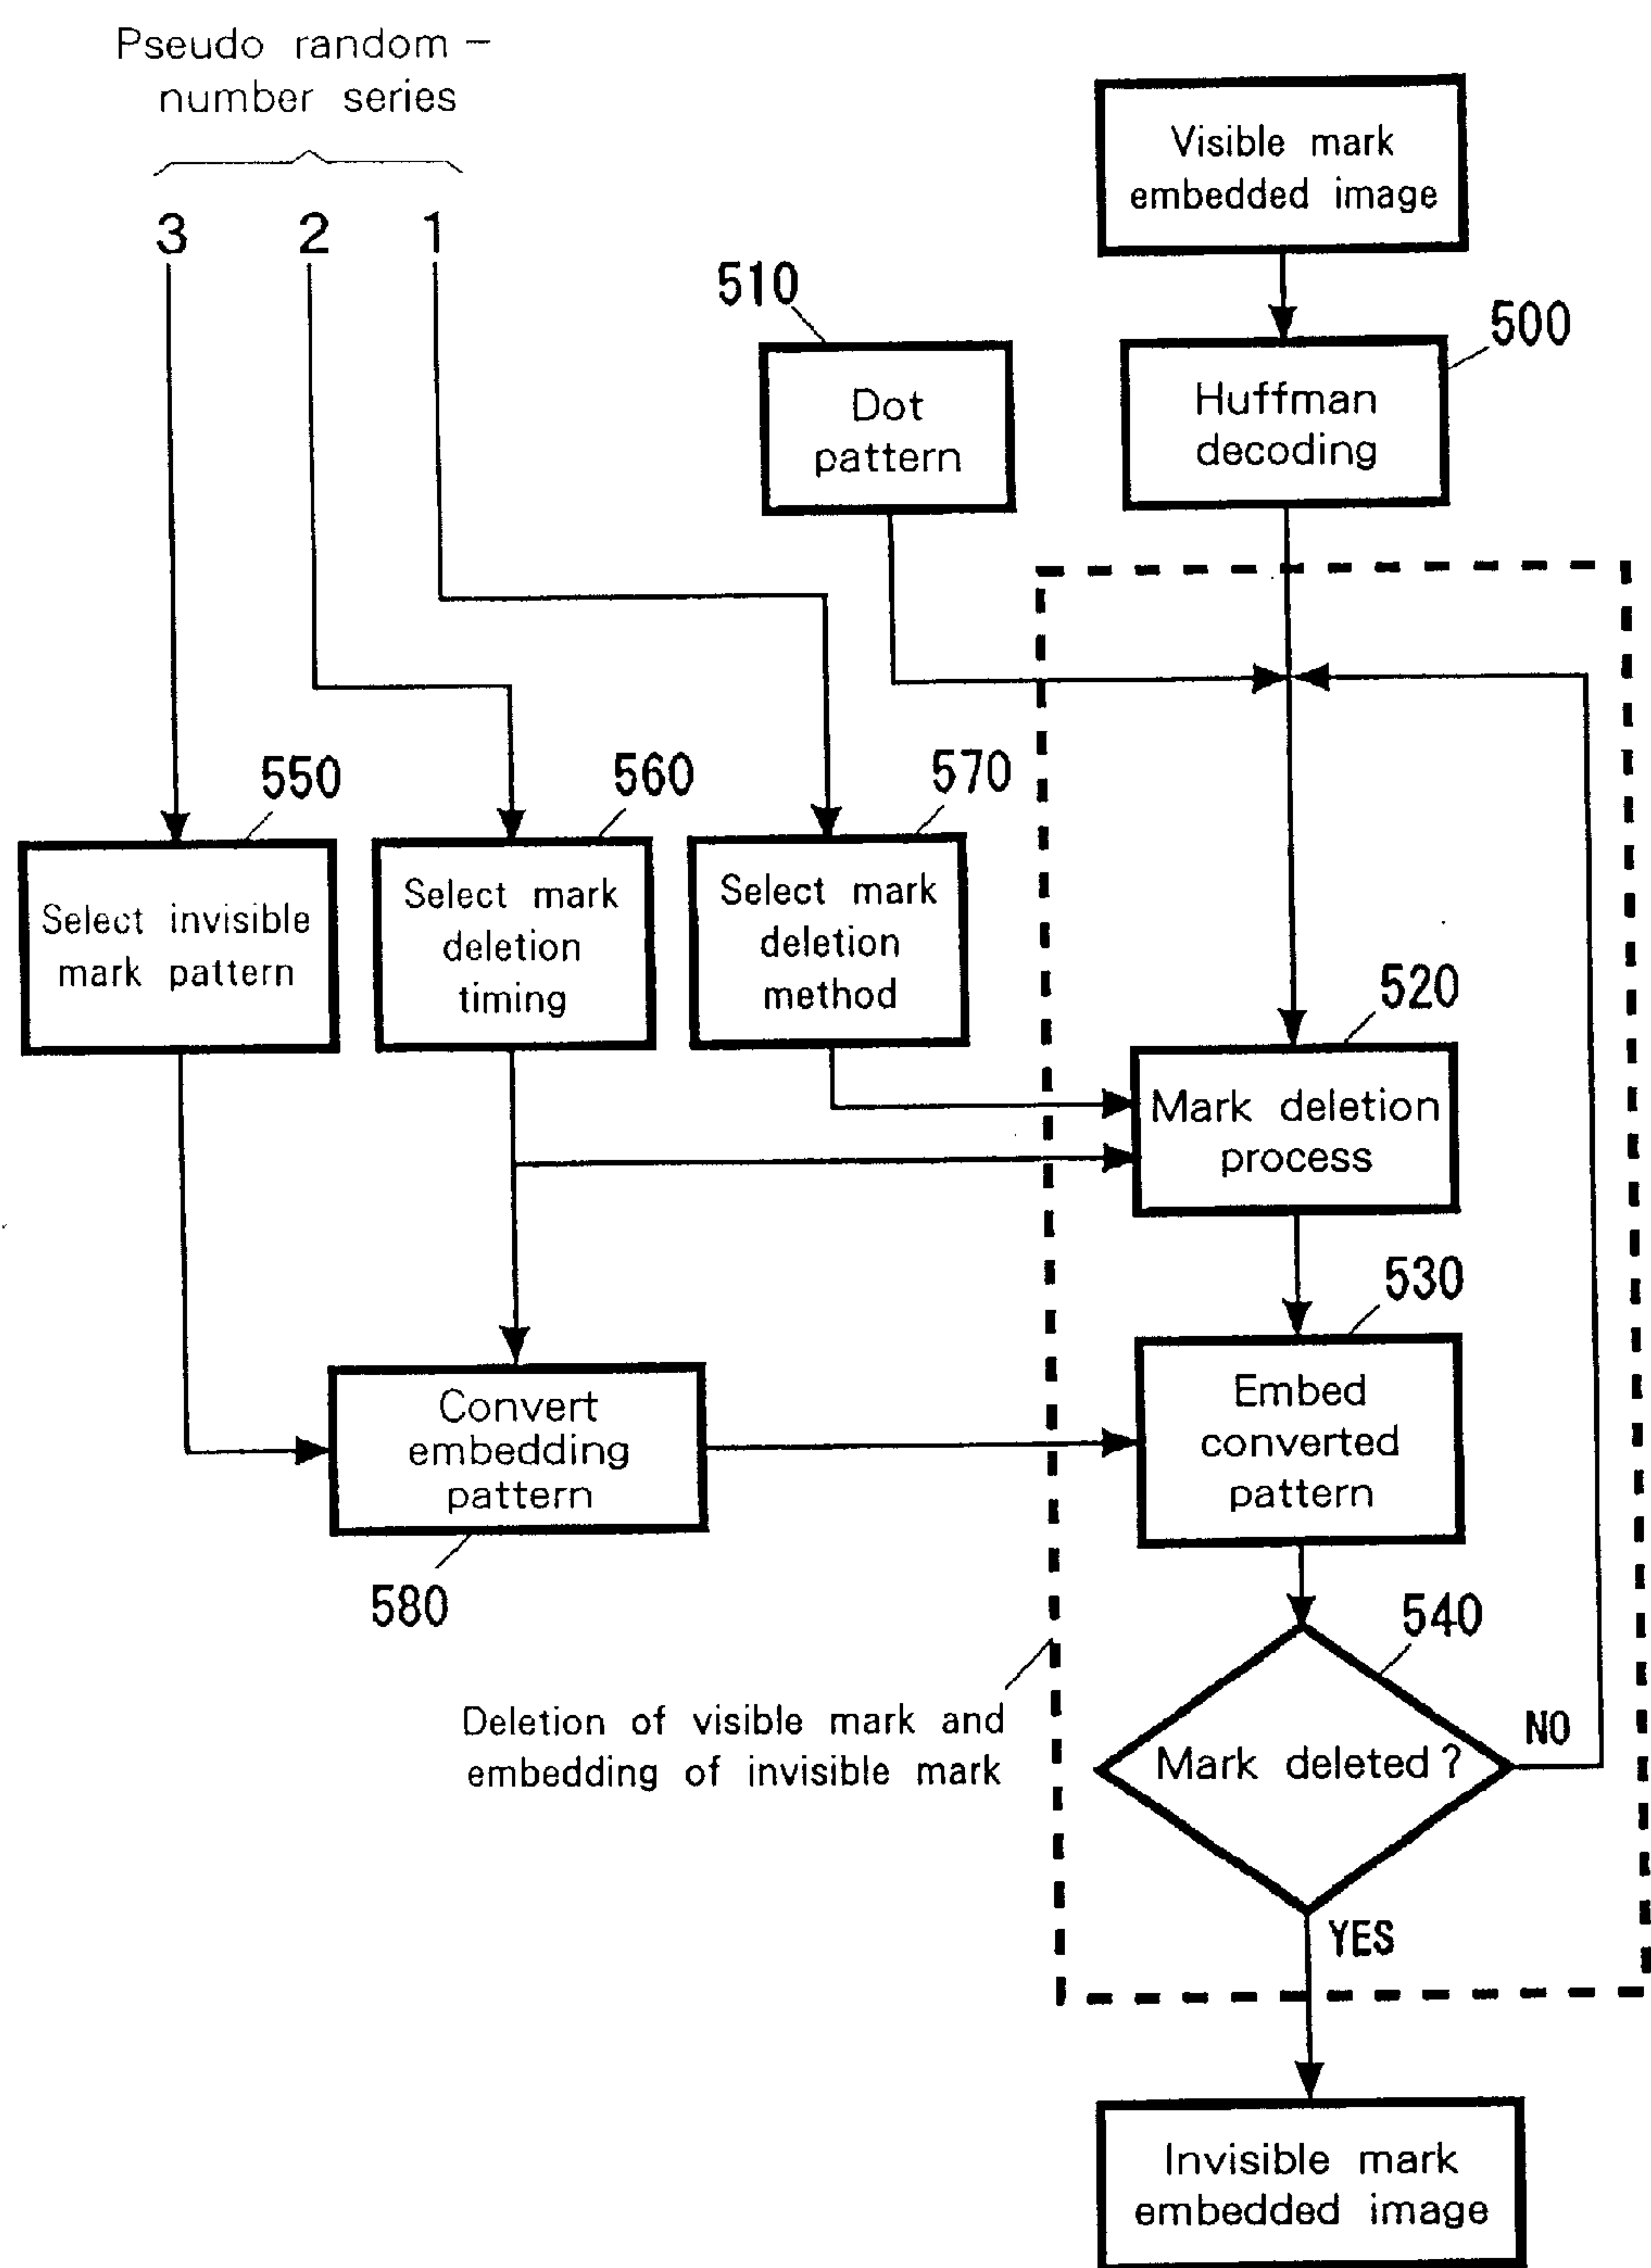 Pseudo random-
number series
3 2 1
Visible mark
embedded image
510
Dot
pattern
500
Huffman
decoding
550
Select invisible
mark pattern
560
Select mark
deletion
timing
570
Select mark
deletion
method
520
Mark deletion
process
530
Embed
converted
pattern
Convert
embedding
pattern
580
540
Mark deleted?
NO
YES
Deletion of visible mark and
embedding of invisible mark
Invisible mark
embedded image